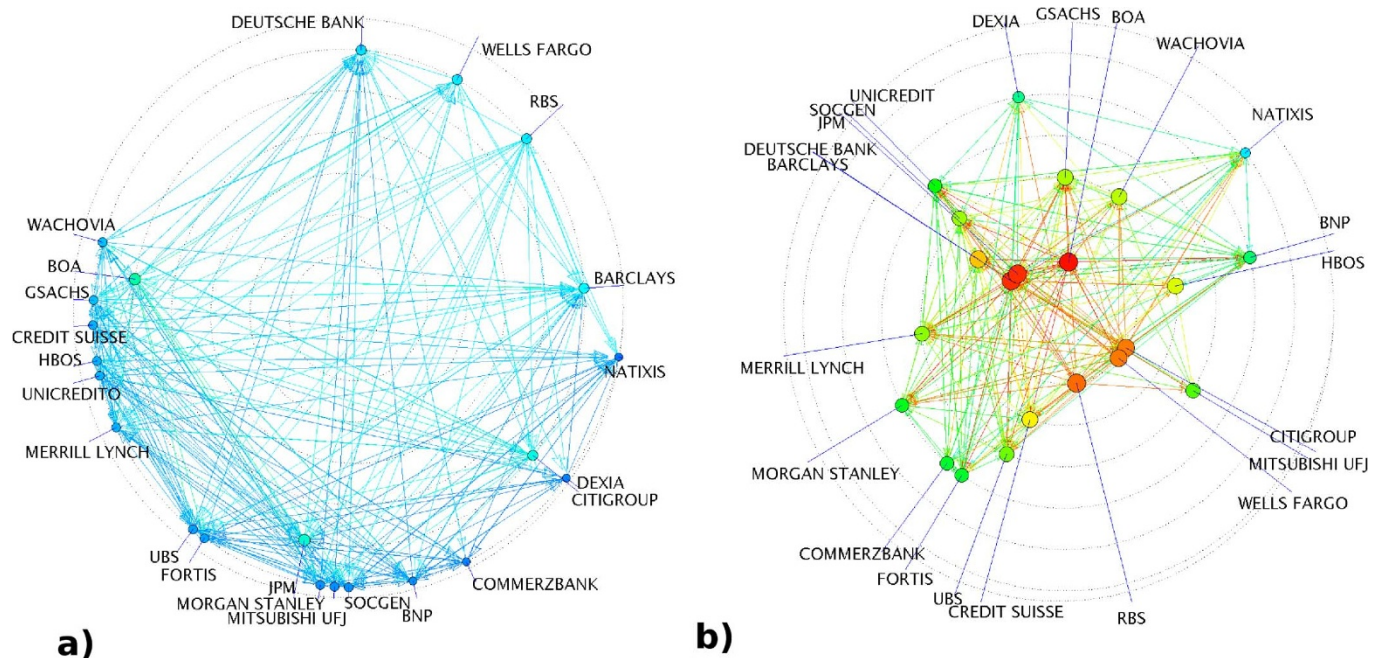 DEUTSCHE BANK
WELLS FARGO
RBS
WACHOVIA
BOA
GSACHS
CREDIT SUISSE
HBOS
UNICREDITO
MERRILL LYNCH
BARCLAYS
NATIXIS
DEXIA
CITIGROUP
UBS
FORTIS
JPM
MORGAN STANLEY
MITSUBISHI UFJ
SOCGEN
BNP
COMMERZBANK
a)
DEXIA
GSACHS
BOA
WACHOVIA
UNICREDIT
SOCGEN
JPM
DEUTSCHE BANK
BARCLAYS
NATIXIS
BNP
HBOS
MERRILL LYNCH
MORGAN STANLEY
CITIGROUP
MITSUBISHI UFJ
WELLS FARGO
COMMERZBANK
FORTIS
UBS
CREDIT SUISSE
RBS
b)